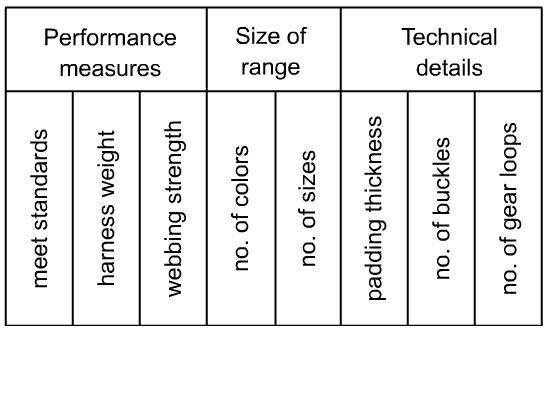 Performance
measures
Size of
range
Technical
details
meet standards
harness weight
webbing strength
no. of colors
no. of sizes
padding thickness
no. of buckles
no. of gear loops